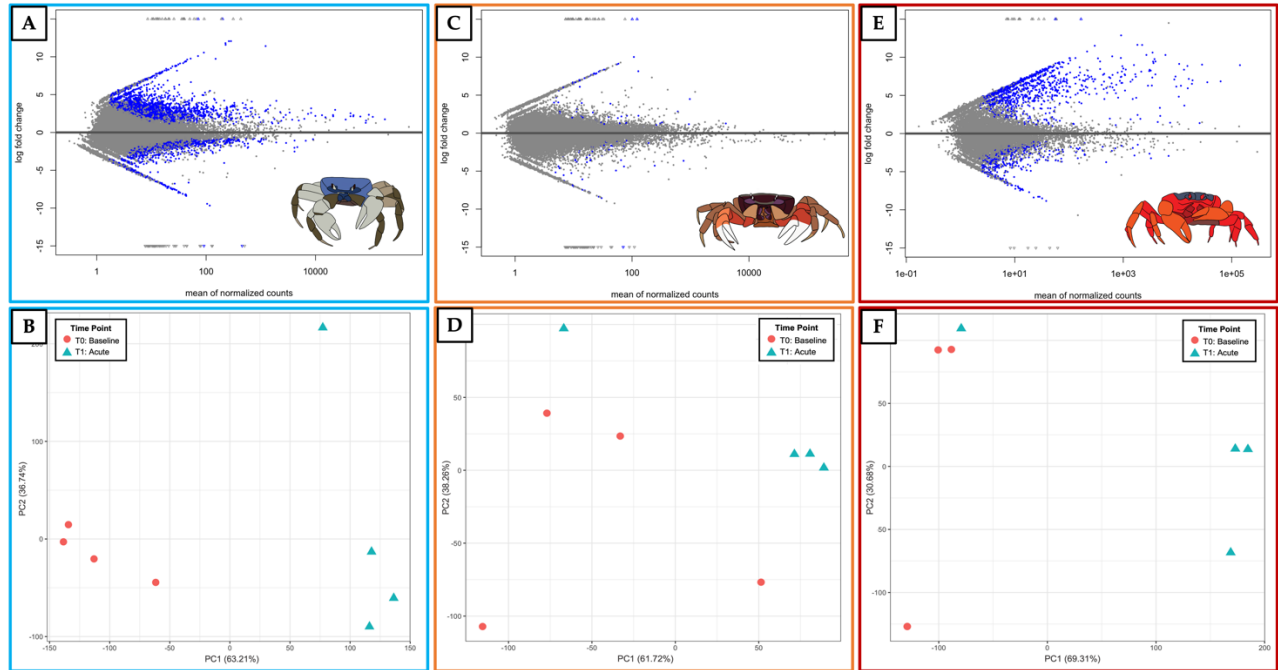 A
log fold change
10
5
0
-5
-10
-15
1
100
10000
mean of normalized counts
C
log fold change
10
5
0
-5
-10
-15
1
100
10000
mean of normalized counts
E
log fold change
10
5
0
-5
-10
-15
1e-01
1e+01
1e+03
1e+05
mean of normalized counts
B
Time Point
T0: Baseline
T1: Acute
PC2 (36.74%)
100
0
-100
-150
-100
-50
0
50
100
150
PC1 (63.21%)
D
Time Point
T0: Baseline
T1: Acute
PC2 (38.26%)
50
0
-50
-100
-100
-50
0
50
PC1 (61.72%)
F
Time Point
T0: Baseline
T1: Acute
PC2 (30.68%)
50
0
-50
-100
-100
0
100
200
PC1 (69.31%)